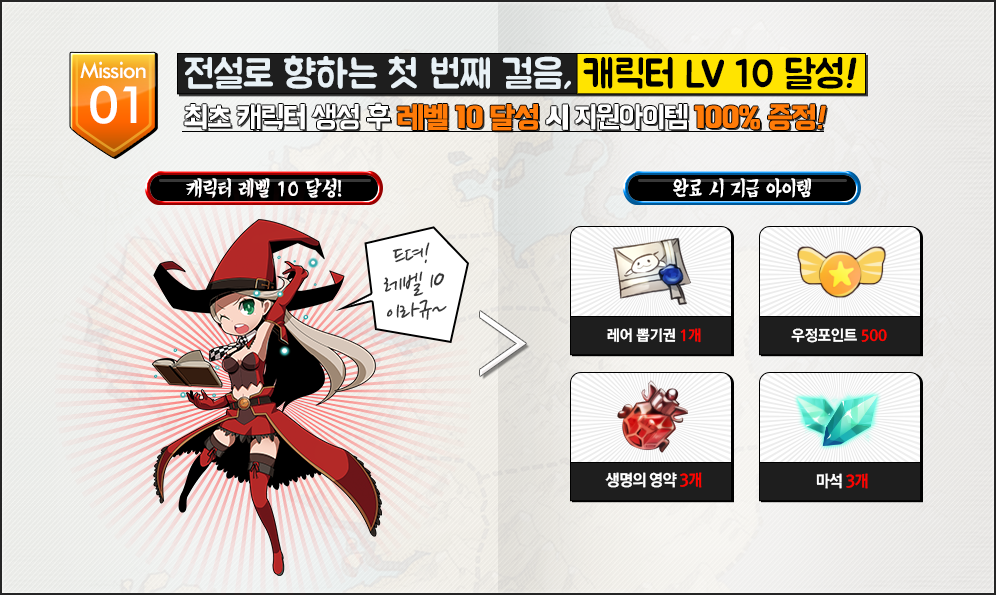 Mission
01
전설로 향하는 첫 번째 걸음, 캐릭터 LV 10 달성!
최초 캐릭터 생성 후 레벨 10 달성 시 지원아이템 100% 증정!
캐릭터 레벨 10 달성!
드뎌!
레벨 10
이라규~
완료 시 지급 아이템
레어 뽑기권 1개
우정포인트 500
생명의 영약 3개
마석 3개